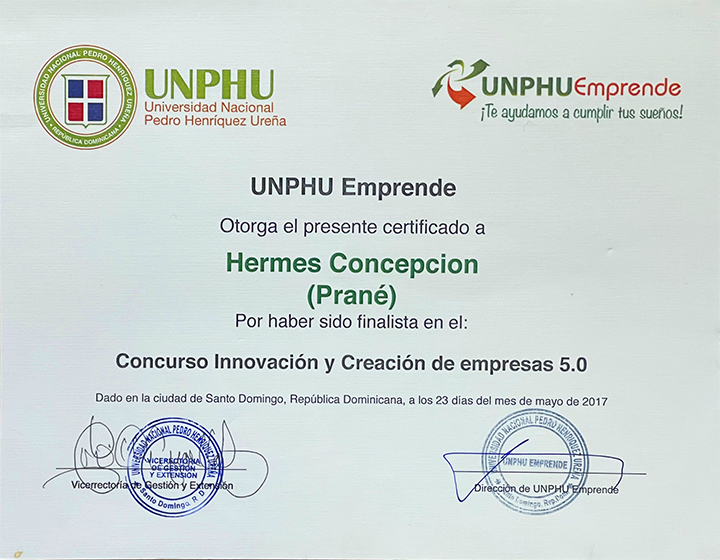 UNIVERSIDAD NACIONAL PEDRO HENRÍQUEZ UREÑA
REPÚBLICA DOMINICANA
UNPHU
Universidad Nacional
Pedro Henríquez Ureña
UNPHUEmprende
¡Te ayudamos a cumplir tus sueños!
UNPHU Emprende
Otorga el presente certificado a
Hermes Concepcion
(Prané)
Por haber sido finalista en el:
Concurso Innovación y Creación de empresas 5.0
Dado en la ciudad de Santo Domingo, República Dominicana, a los 23 días del mes de mayo de 2017
UNIVERSIDAD NACIONAL PEDRO HENRIQUEZ UREÑA
VICERECTORIA
DE GESTIÓN
Y EXTENSIÓN
Santo Domingo, R. D.
Vicerrectoría de Gestión y Extensión
UNIVERSIDAD NACIONAL PEDRO HENRIQUEZ UREÑA
UNPHU EMPRENDE
Santo Domingo, Rep. Dom.
Dirección de UNPHU Emprende